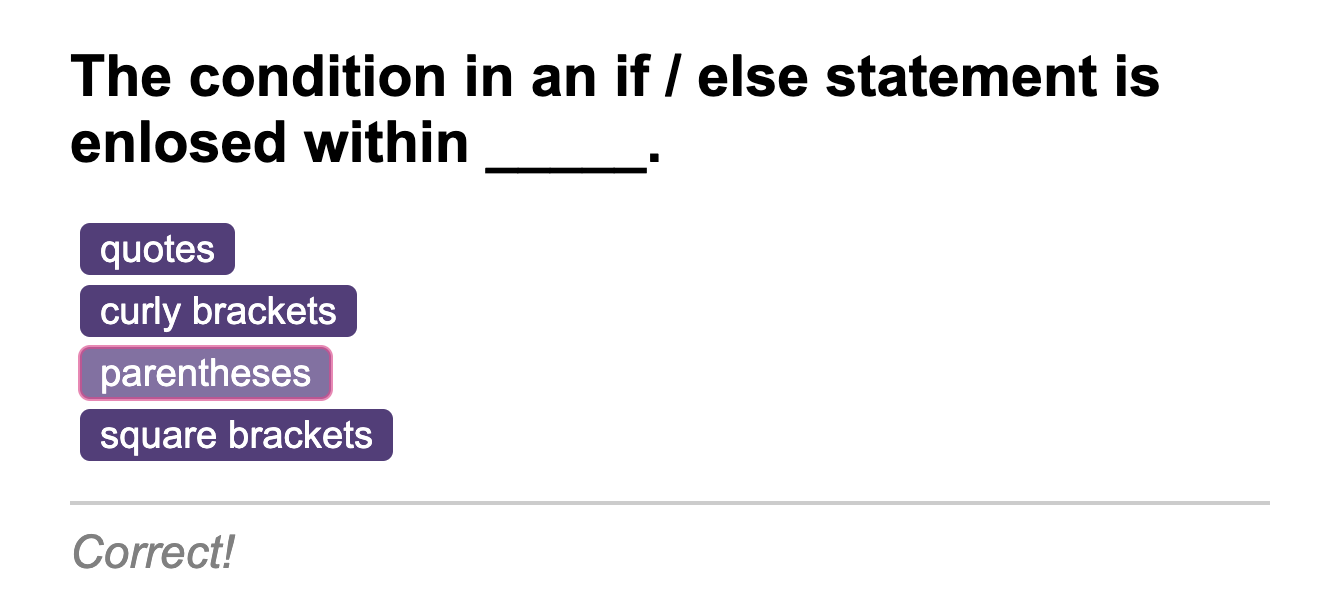 The condition in an if / else statement is
enlosed within _____.
quotes
curly brackets
parentheses
square brackets
Correct!